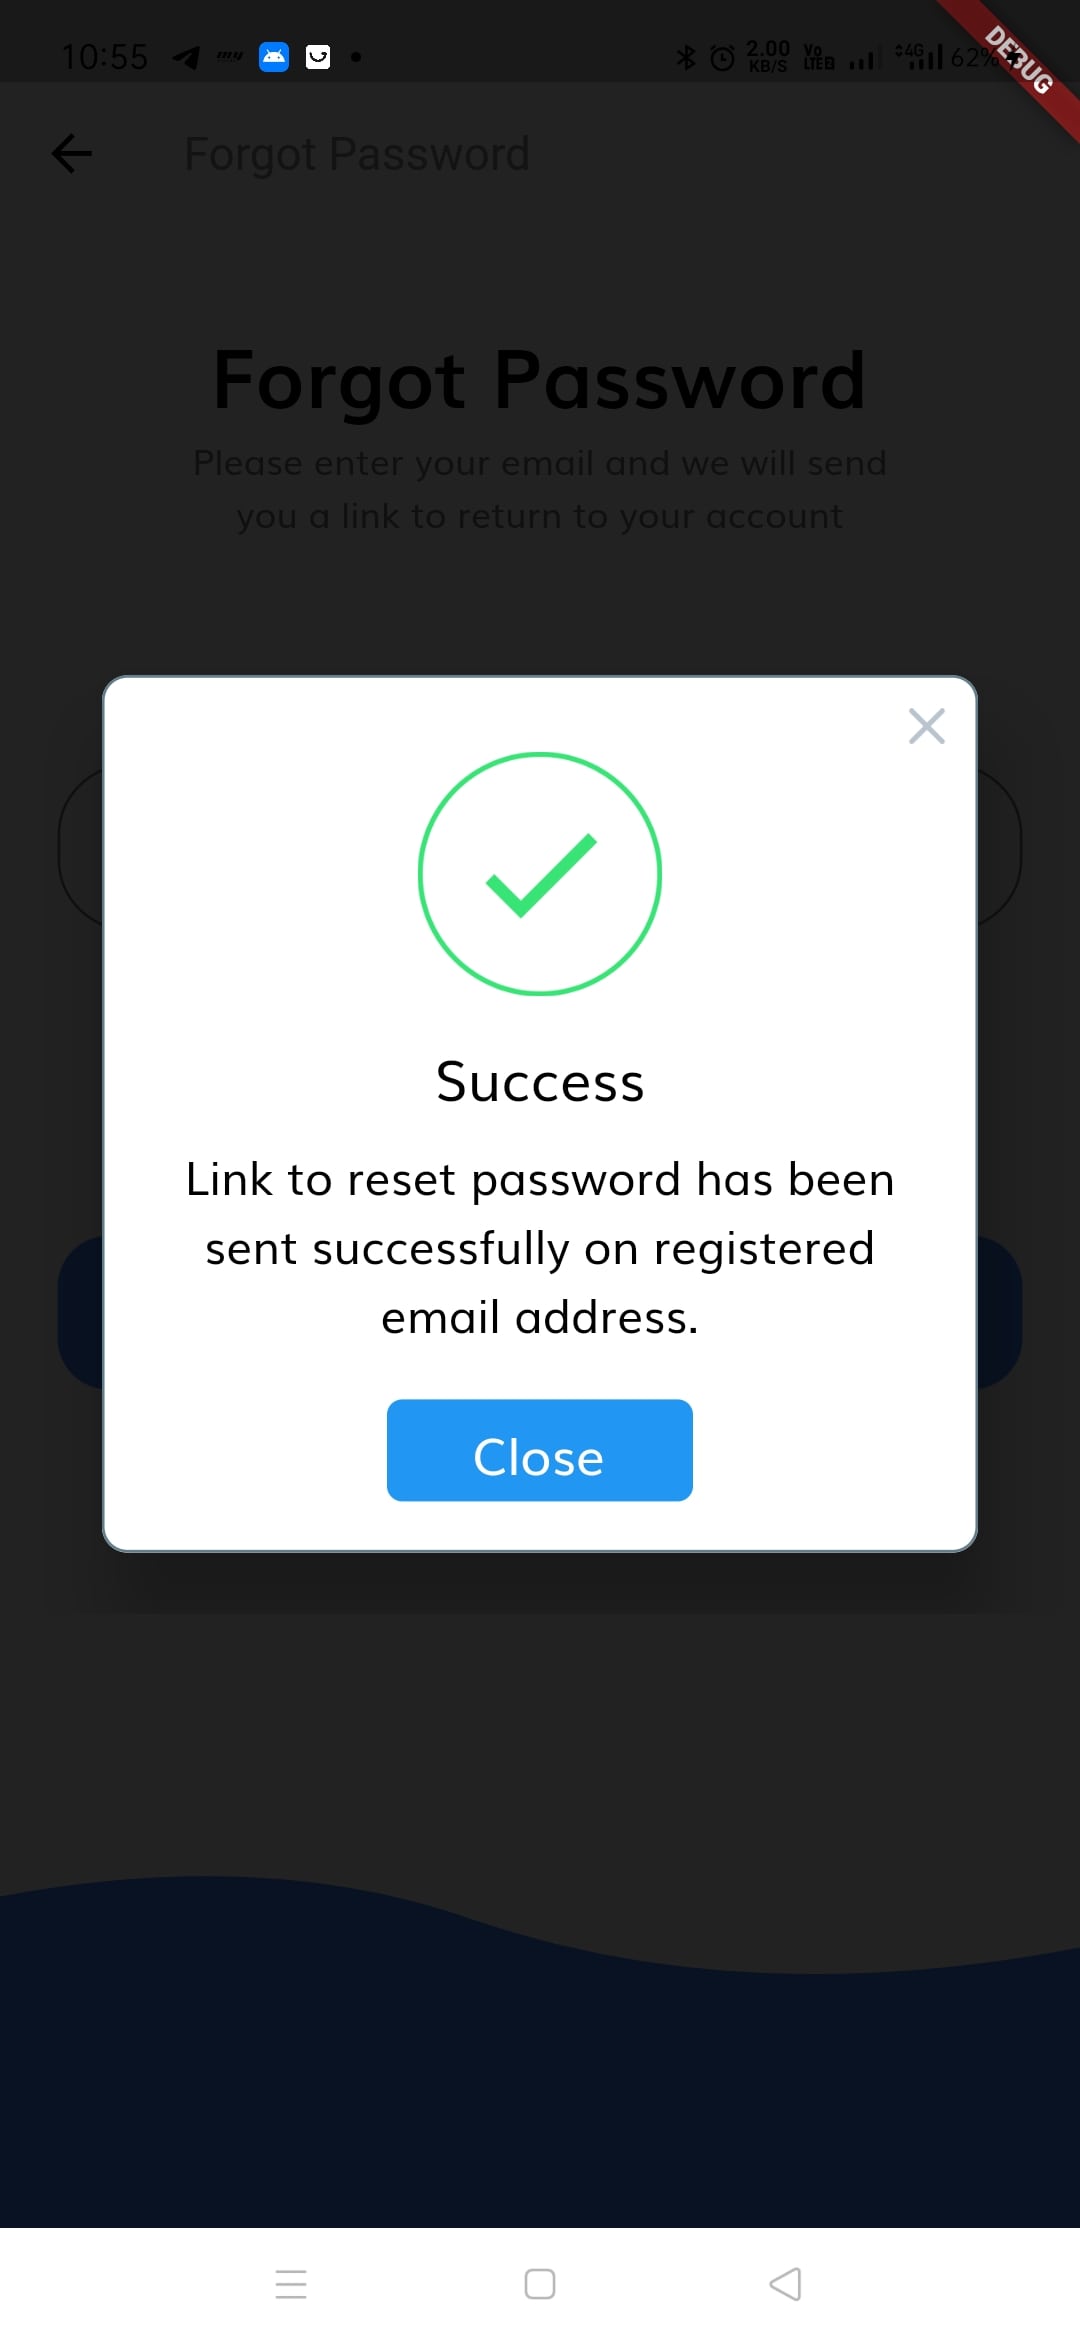 10:55
2.00
KB/S
Vo
LTE
4G
62%
DEBUG
Forgot Password
Forgot Password
Please enter your email and we will send
you a link to return to your account
Success
Link to reset password has been
sent successfully on registered
email address.
Close